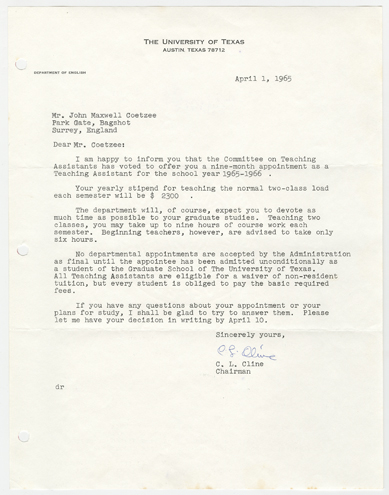 THE UNIVERSITY OF TEXAS
AUSTIN, TEXAS 78712
DEPARTMENT OF ENGLISH
April 1, 1965
Mr. John Maxwell Coetzee
Park Gate, Bagshot
Surrey, England
Dear Mr. Coetzee:
I am happy to inform you that the Committee on Teaching
Assistants has voted to offer you a nine-month appointment as a
Teaching Assistant for the school year 1965-1966 .
Your yearly stipend for teaching the normal two-class load
each semester will be $ 2300 .
The department will, of course, expect you to devote as
much time as possible to your graduate studies. Teaching two
classes, you may take up to nine hours of course work each
semester. Beginning teachers, however, are advised to take only
six hours.
No departmental appointments are accepted by the Administration
as final until the appointee has been admitted unconditionally as
a student of the Graduate School of The University of Texas.
All Teaching Assistants are eligible for a waiver of non-resident
tuition, but every student is obliged to pay the basic required
fees.
If you have any questions about your appointment or your
plans for study, I shall be glad to try to answer them. Please
let me have your decision in writing by April 10.
Sincerely yours,
C L Cline
C. L. Cline
Chairman
dr